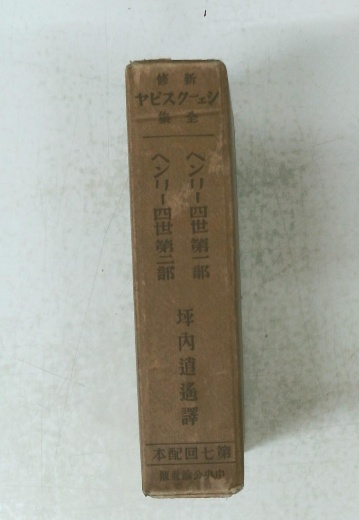 新修
シェークスピヤ
全集
ヘンリー四世第一部
ヘンリー四世第二部
坪內逍遙譯
第七回配本
中央公論社版